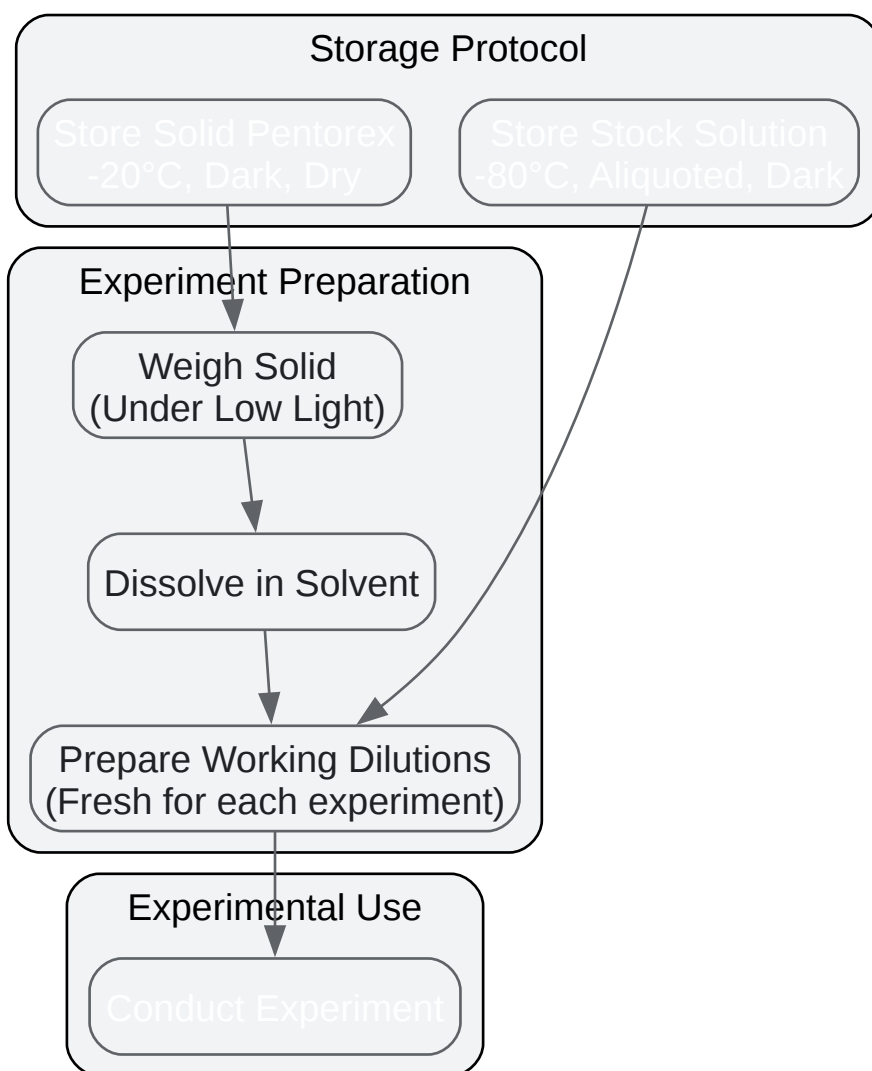 Storage Protocol
Store Solid Pentorex
-20°C, Dark, Dry
Store Stock Solution
-80°C, Aliquoted, Dark
Experiment Preparation
Weigh Solid
(Under Low Light)
Dissolve in Solvent
Prepare Working Dilutions
(Fresh for each experiment)
Experimental Use
Conduct Experiment